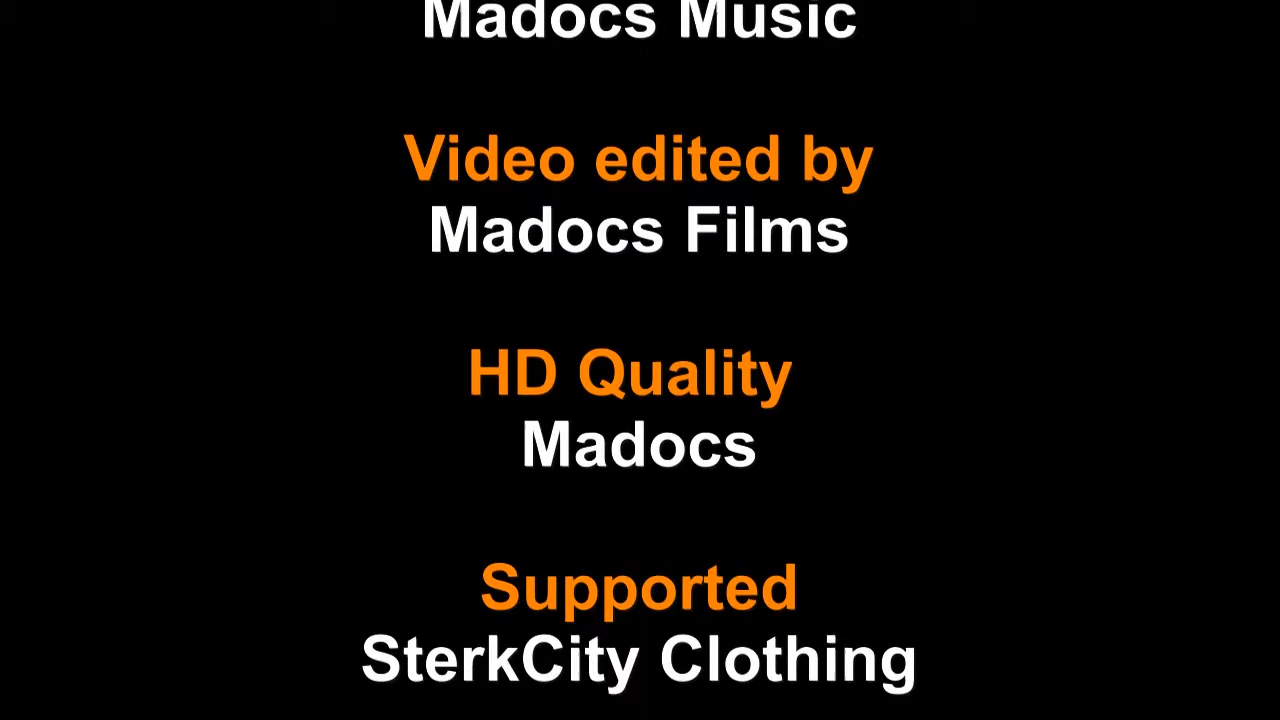 Madocs Music
Video edited by
Madocs Films
HD Quality
Madocs
Supported
SterkCity Clothing